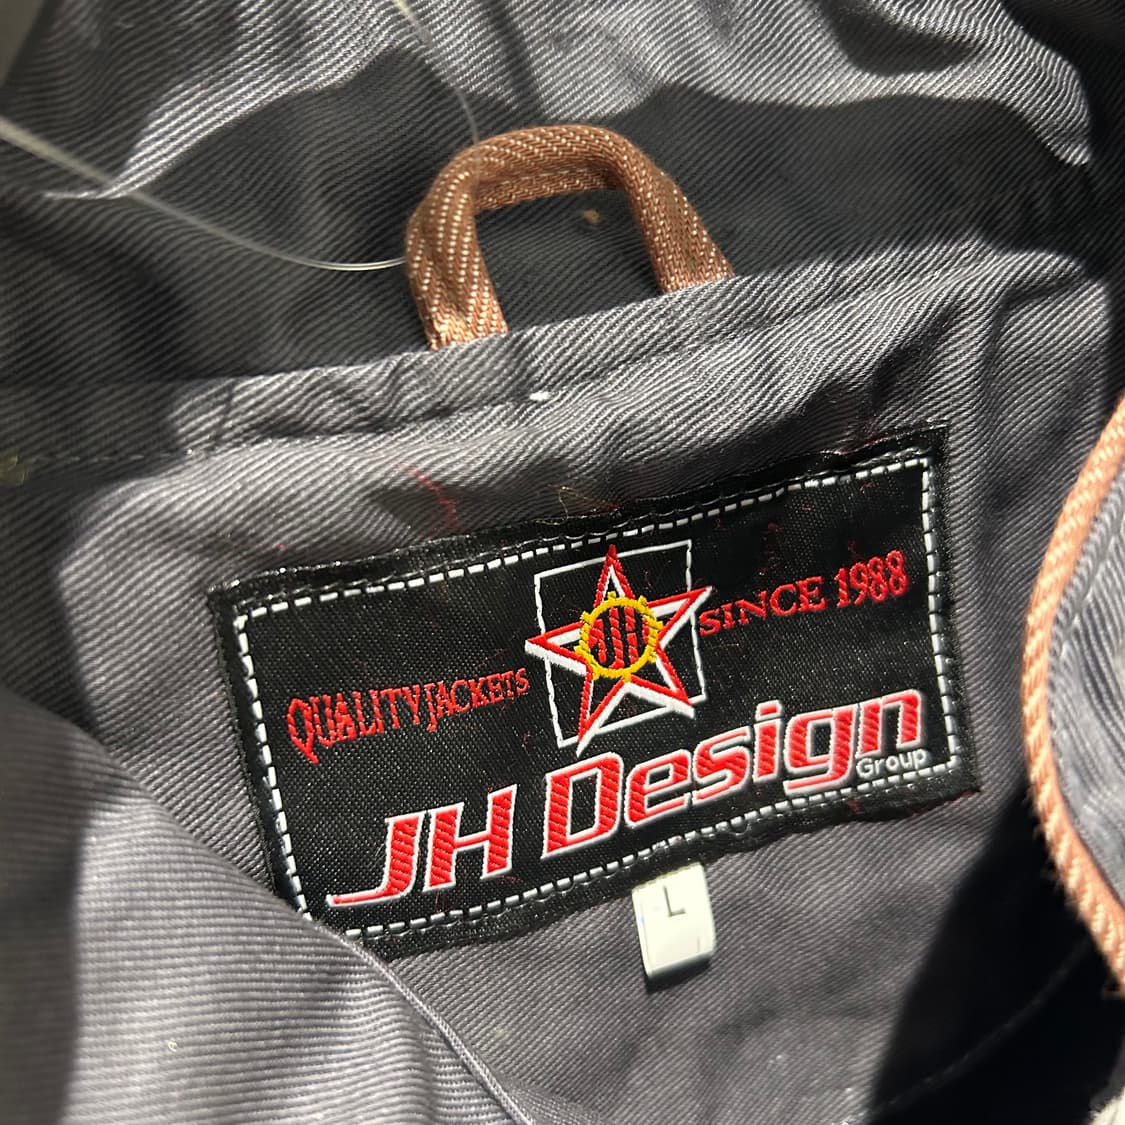 QUALITY JACKETS
JH
SINCE 1988
JH Design
Group
L